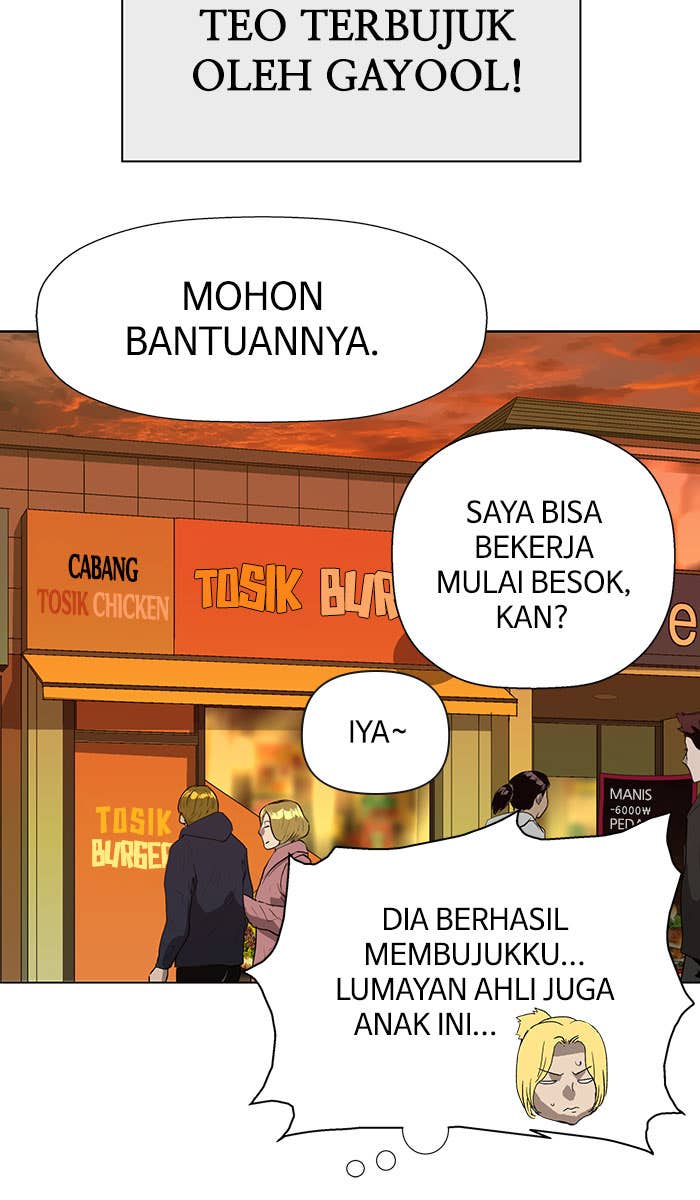 TEO TERBUJUK
OLEH GAYOOL!
MOHON
BANTUANNYA.
SAYA BISA
BEKERJA
MULAI BESOK,
KAN?
CABANG
TOSIK CHICKEN
TOSIK
e
IYA~
MANIS
-6000₩
TOSIK
BURGER
DIA BERHASIL
MEMBUJUKKU...
LUMAYAN AHLI JUGA
ANAK INI...